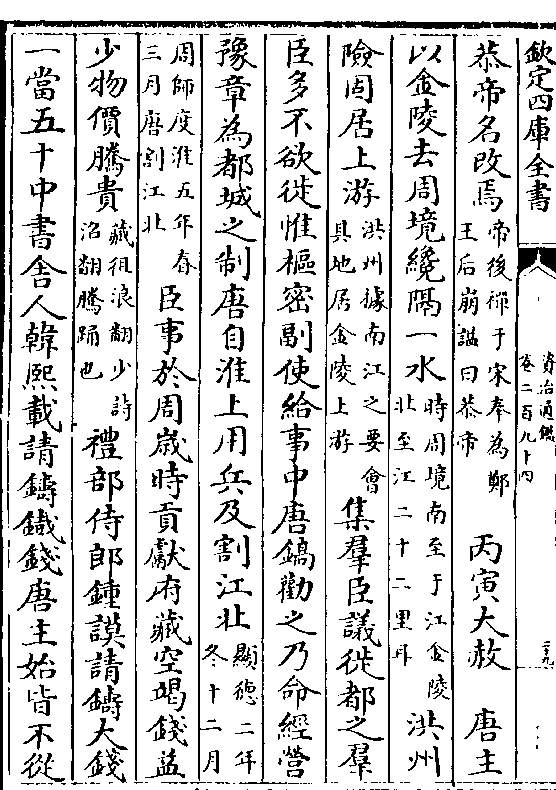 欽定四庫全書
資治通鑑
卷二百九十四
恭帝名改焉帝後禪于宋奉為鄭王后崩諡曰恭帝 丙寅大赦 唐主
以金陵去周境纔隔一水時周境南至于江金陵北至江二十二里耳 洪州
險固居上游洪州據南江之要會其地居金陵上游 集羣臣議徙都之羣
臣多不欲徙惟樞密副使給事中唐鎬勸之乃命經營
豫章為都城之制唐自淮上用兵及割江北顯德二年冬十二月
周師度淮五年春三月唐割江北 臣事於周歲時貢獻府藏空竭錢益
少物價騰貴藏徂浪翻少詩沼翻騰踊也 禮部侍郎鍾謨請鑄大錢
一當五十中書舍人韓熙載請鑄鐵錢唐主始皆不從